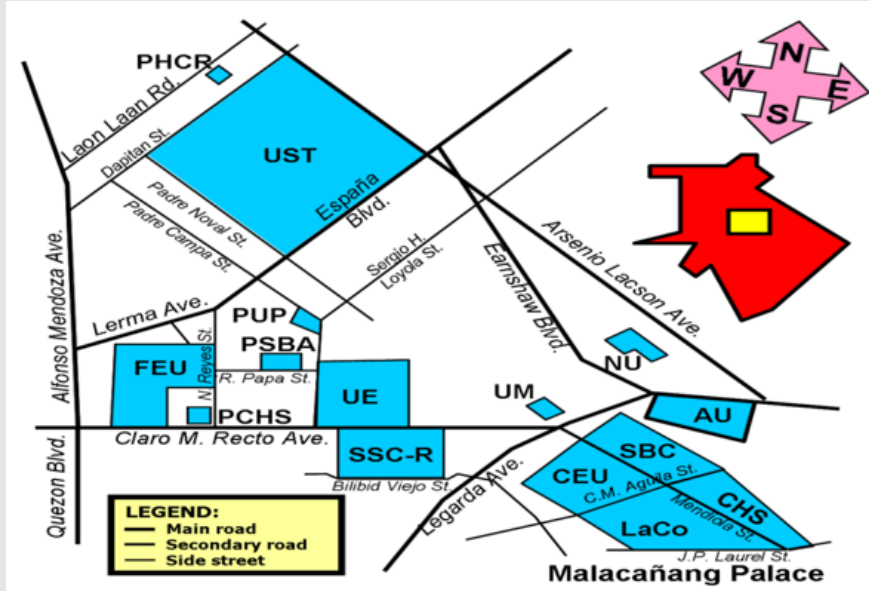 PHCR
N
W
E
S
Laon Laan Rd.
Dapitan St.
UST
España
Blvd.
Padre Noval St.
Padre Campa St.
Sergio H.
Loyola St.
Arsenio Lacson Ave.
Earnshaw Blvd.
Alfonso Mendoza Ave.
Lerma Ave.
PUP
PSBA
N. Reyes St.
FEU
R. Papa St.
NU
UE
UM
PCHS
AU
Claro M. Recto Ave.
SBC
SSC-R
CEU
C.M. Aguila St.
Quezon Blvd.
Bilibid Viejo St.
Legarda Ave.
CHS
Mendiola St.
LaCo
LEGEND:
Main road
Secondary road
Side street
J.P. Laurel St.
Malacañang Palace